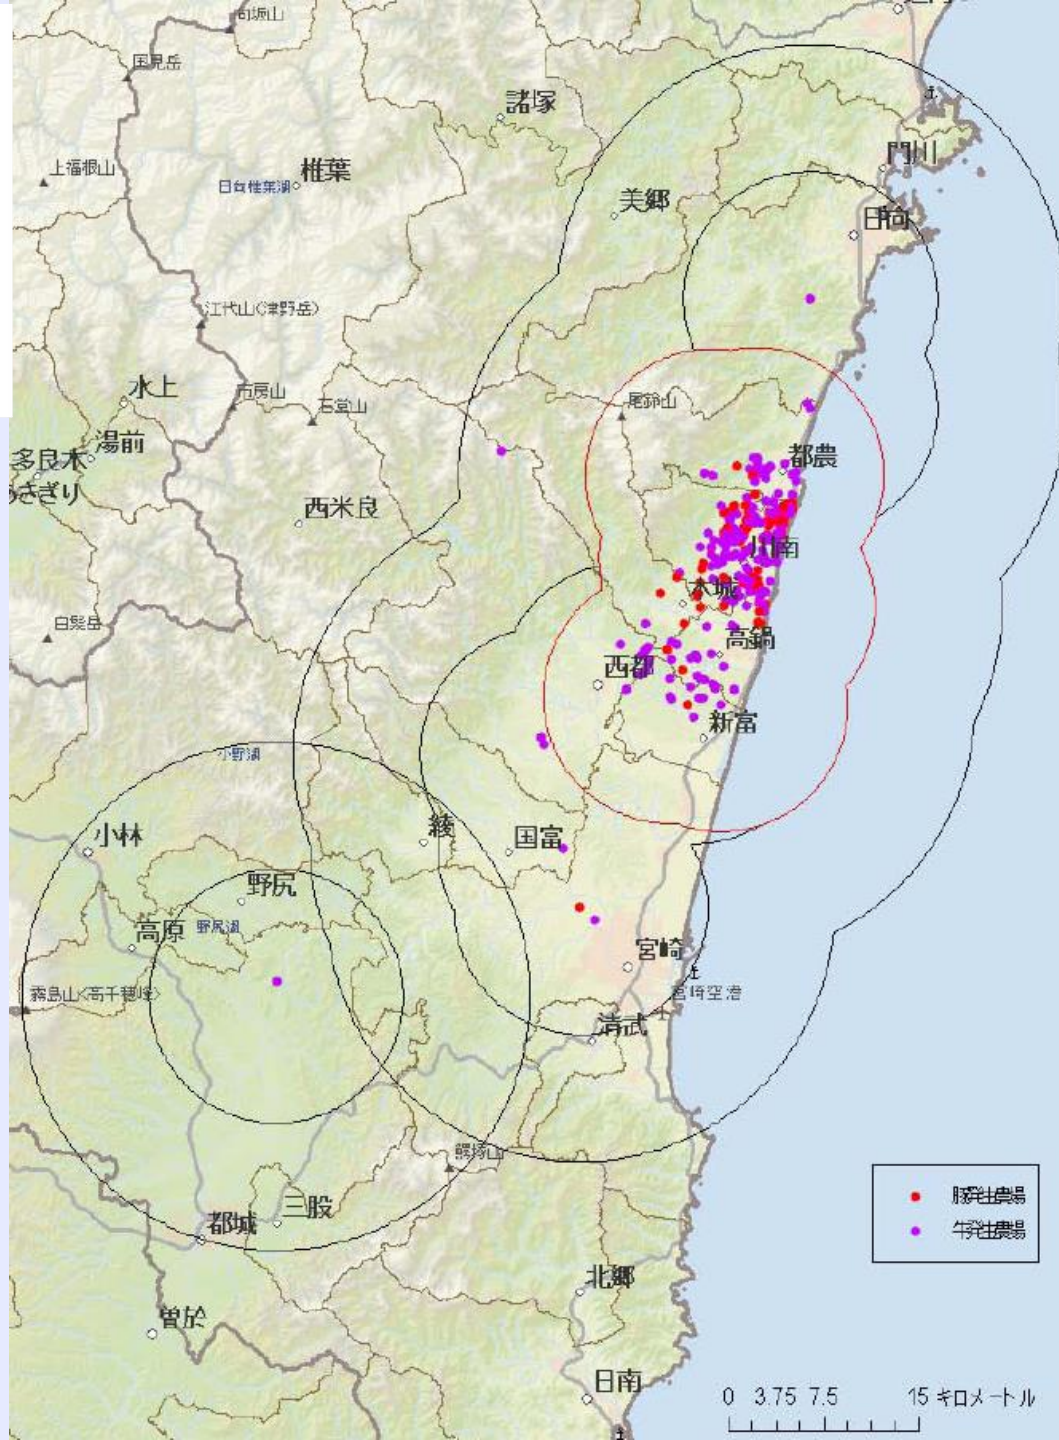 諸塚
国見岳
門川
上福根山
椎葉
日向椎葉湖
美郷
日向
江代山(津野岳)
水上
市房山
石堂山
尾鈴山
湯前
多良木
都農
西米良
川南
木城
白髪岳
高鍋
西都
新富
小野湖
小林
綾
国富
野尻
高原
野尻湖
宮崎
霧島山<高千穂峰>
宮崎空港
清武
鰐塚山
三股
都城
豚発生農場
牛発生農場
北郷
曽於
日南
0 3.75 7.5 15 キロメートル